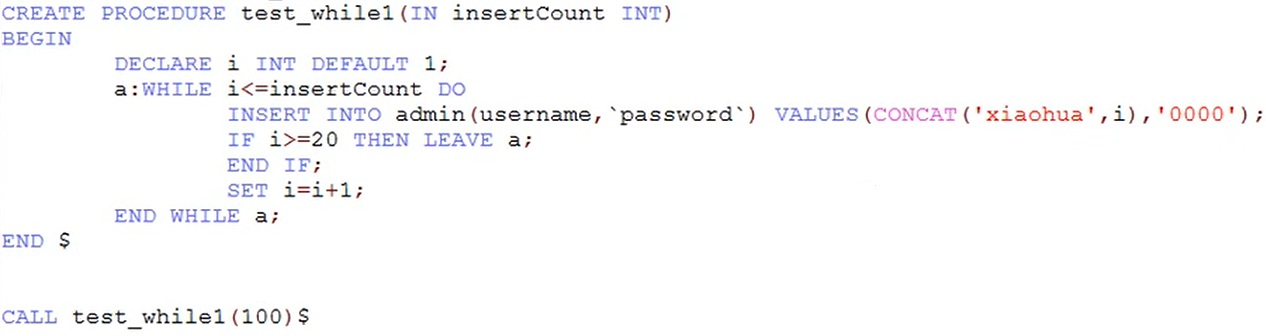 CREATE PROCEDURE test_while1(IN insertCount INT)
BEGIN
DECLARE i INT DEFAULT 1;
a:WHILE i<=insertCount DO
INSERT INTO admin(username,`password`) VALUES(CONCAT('xiaohua',i),'0000');
IF i>=20 THEN LEAVE a;
END IF;
SET i=i+1;
END WHILE a;
END $
CALL test_while1(100)$